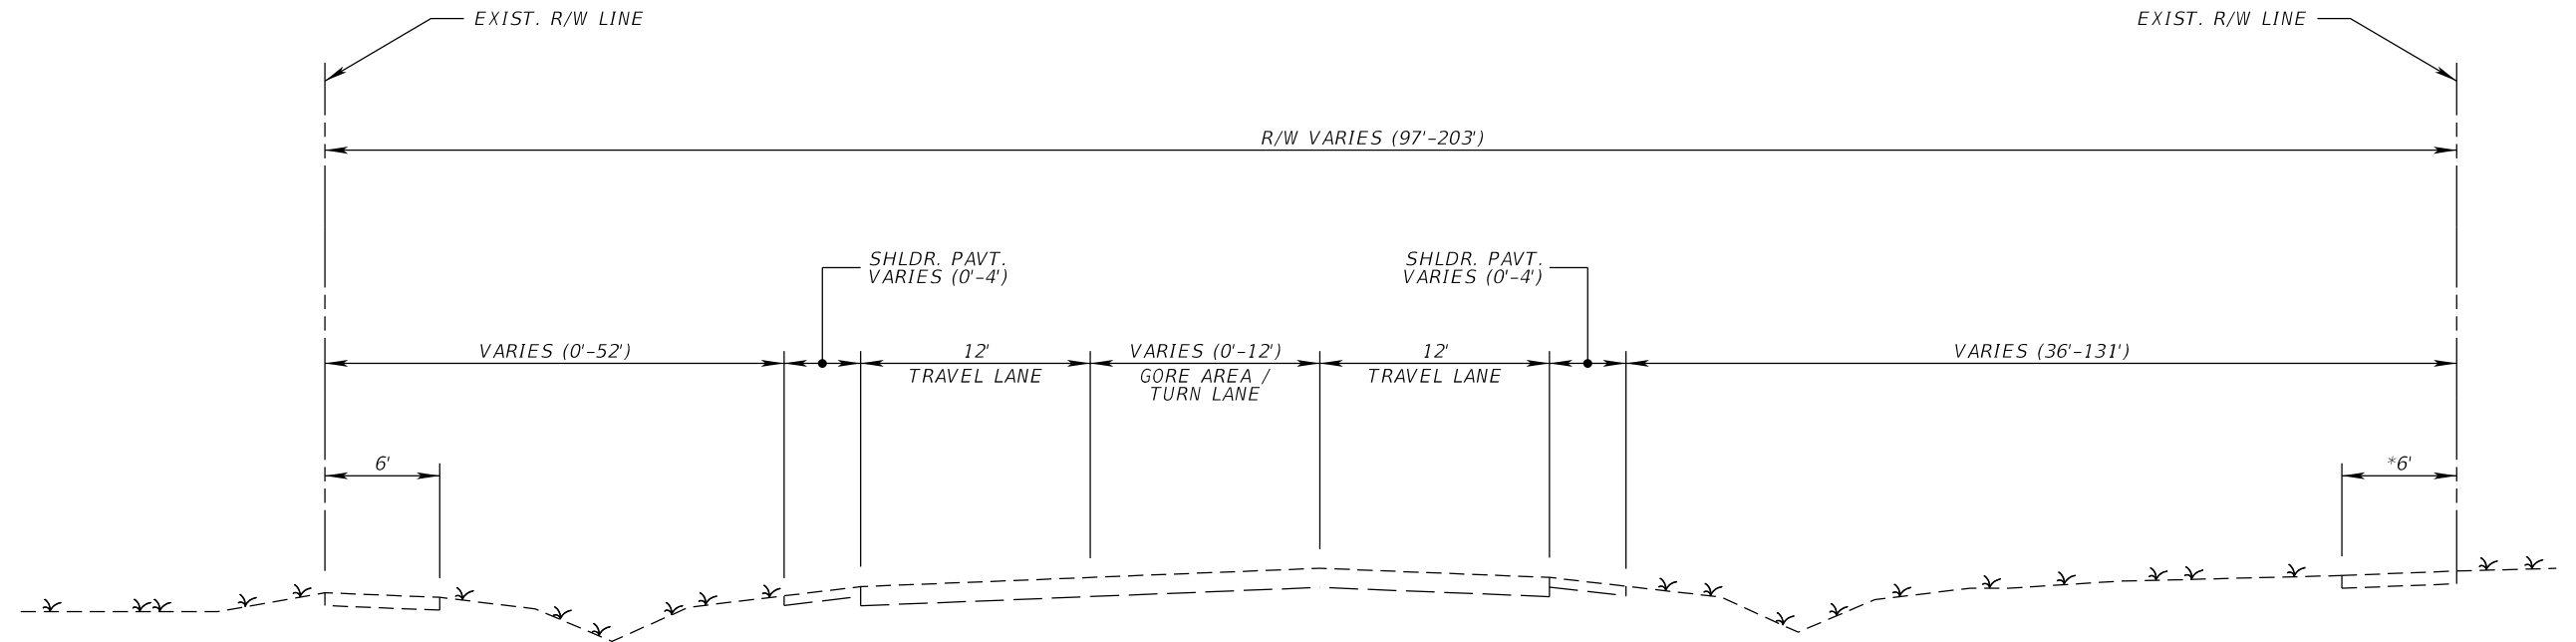 EXIST. R/W LINE
EXIST. R/W LINE
R/W VARIES (97'-203')
SHLDR. PAVT.
VARIES (0'-4')
SHLDR. PAVT.
VARIES (0'-4')
VARIES (0'-52')
12'
TRAVEL LANE
VARIES (0'-12')
GORE AREA /
TURN LANE
12'
TRAVEL LANE
VARIES (36'-131')
6'
*6'